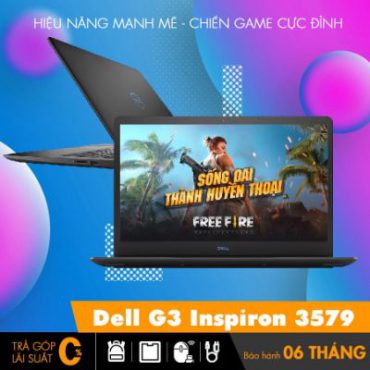 HIỆU NĂNG MẠNH MẼ - CHIẾN GAME CỰC ĐỈNH
SÓNG DAI
THÀNH HUYỀN THOẠI
FREE FIRE
DELL
Dell G3 Inspiron 3579
TRẢ GÓP
LÃI SUẤT
0%
Bảo hành 06 THÁNG